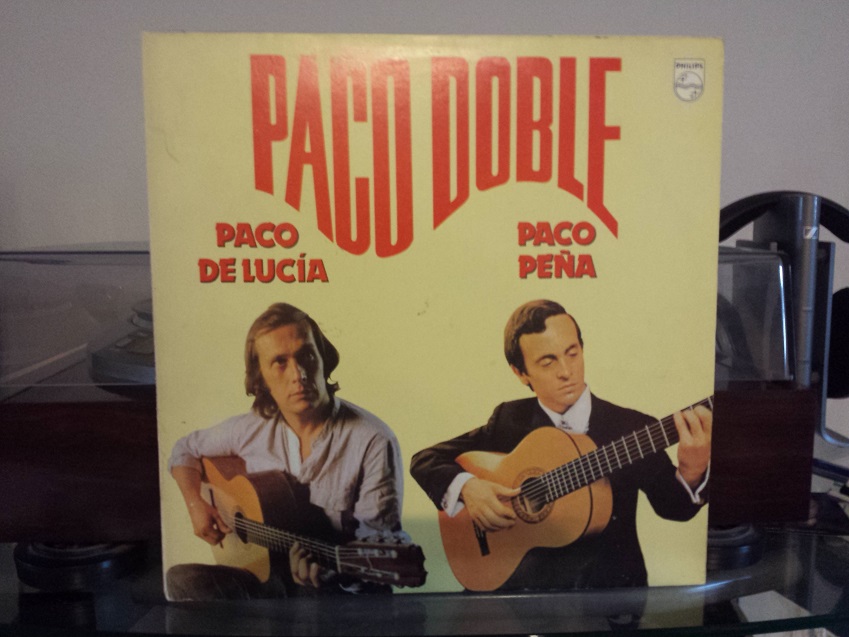 PACO DOBLE
PHILIPS
PACO
DE LUCÍA
PACO
PEÑA